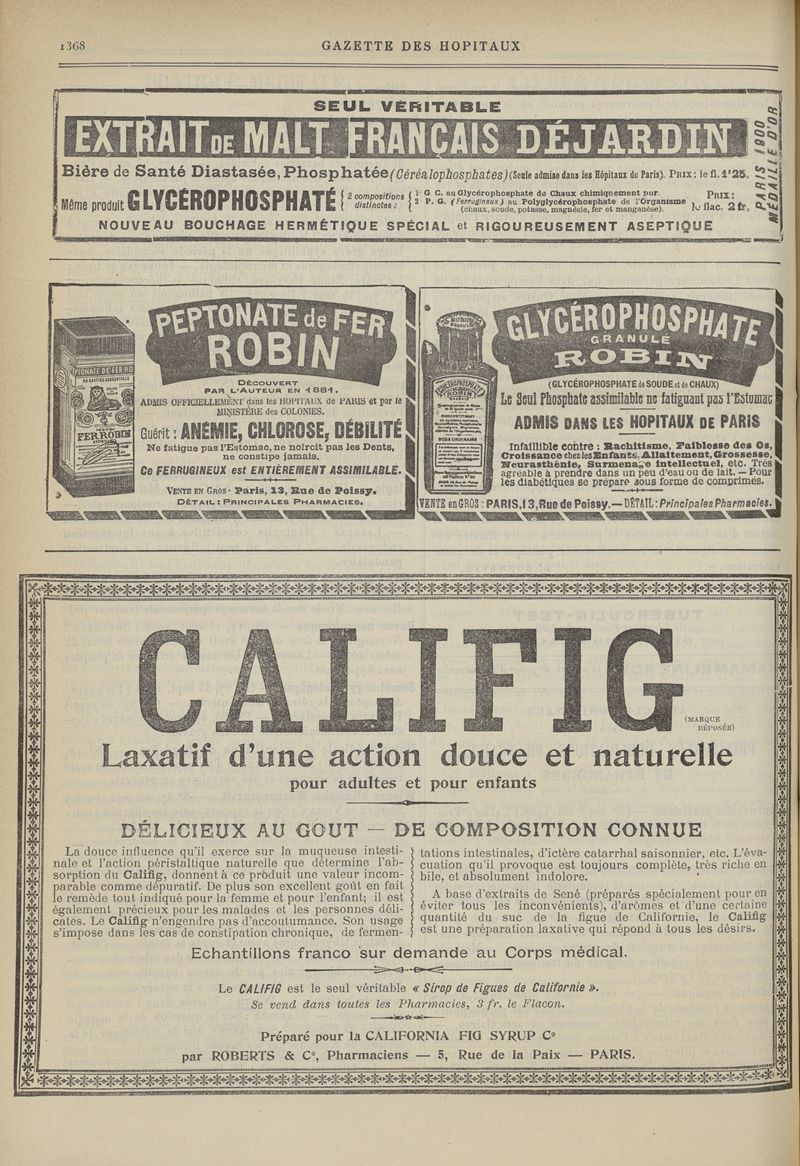 1368
GAZETTE DES HOPITAUX
SEUL VÉRITABLE
EXTRAIT DE MALT FRANÇAIS DÉJARDIN
Bière de Santé Diastasée, Phosphatée (Céréalophosphates) (Seule admise dans les Hôpitaux de Paris). PRIX : le fl. 1f25.
Même produit GLYCÉROPHOSPHATÉ { 2 compositions distinctes : {
1° G. C. au Glycérophosphate de Chaux chimiquement pur.
2° P. G. (Ferrugineux) au Polyglycérophosphate de l'Organisme
(chaux, soude, potasse, magnésie, fer et manganèse).
PRIX :
le flac. 2 fr.
NOUVEAU BOUCHAGE HERMÉTIQUE SPÉCIAL et RIGOUREUSEMENT ASEPTIQUE
PARIS 1900
MÉDAILLE D'OR
PEPTONATE de FER
ROBIN
DÉCOUVERT
PAR L'AUTEUR EN 1881.
ADMIS OFFICIELLEMENT dans les HOPITAUX de PARIS et par le
MINISTÈRE des COLONIES.
Guérit : ANÉMIE, CHLOROSE, DÉBILITÉ
Ne fatigue pas l'Estomac, ne noircit pas les Dents,
ne constipe jamais.
Ce FERRUGINEUX est ENTIÈREMENT ASSIMILABLE.
VENTE EN GROS : Paris, 13, Rue de Poissy.
DÉTAIL : PRINCIPALES PHARMACIES.
FER ROBIN
GLYCÉROPHOSPHATE
GRANULÉ
ROBIN
(GLYCÉROPHOSPHATE de SOUDE et de CHAUX)
Le Seul Phosphate assimilable ne fatiguant pas l'Estomac
ADMIS DANS LES HOPITAUX DE PARIS
Infaillible contre : Rachitisme, Faiblesse des Os,
Croissance chez les Enfants, Allaitement, Grossesse,
Neurasthénie, Surmenage intellectuel, etc. Très
agréable à prendre dans un peu d'eau ou de lait. — Pour
les diabétiques se prépare sous forme de comprimés.
VENTE en GROS : PARIS, 13, Rue de Poissy. — DÉTAIL : Principales Pharmacies.
CALIFIG
(MARQUE
DÉPOSÉE)
Laxatif d'une action douce et naturelle
pour adultes et pour enfants
DÉLICIEUX AU GOUT — DE COMPOSITION CONNUE
La douce influence qu'il exerce sur la muqueuse intesti-
nale et l'action péristaltique naturelle que détermine l'ab-
sorption du Califig, donnent à ce produit une valeur incom-
parable comme dépuratif. De plus son excellent goût en fait
le remède tout indiqué pour la femme et pour l'enfant; il est
également précieux pour les malades et les personnes déli-
cates. Le Califig n'engendre pas d'accoutumance. Son usage
s'impose dans les cas de constipation chronique, de fermen-
tations intestinales, d'ictère catarrhal saisonnier, etc. L'éva-
cuation qu'il provoque est toujours complète, très riche en
bile, et absolument indolore.
A base d'extraits de Sené (préparés spécialement pour en
éviter tous les inconvénients), d'arômes et d'une certaine
quantité du suc de la figue de Californie, le Califig
est une préparation laxative qui répond à tous les désirs.
Echantillons franco sur demande au Corps médical.
Le CALIFIG est le seul véritable « Sirop de Figues de Californie ».
Se vend dans toutes les Pharmacies, 3 fr. le Flacon.
Préparé pour la CALIFORNIA FIG SYRUP Co
par ROBERTS & Co, Pharmaciens — 5, Rue de la Paix — PARIS.